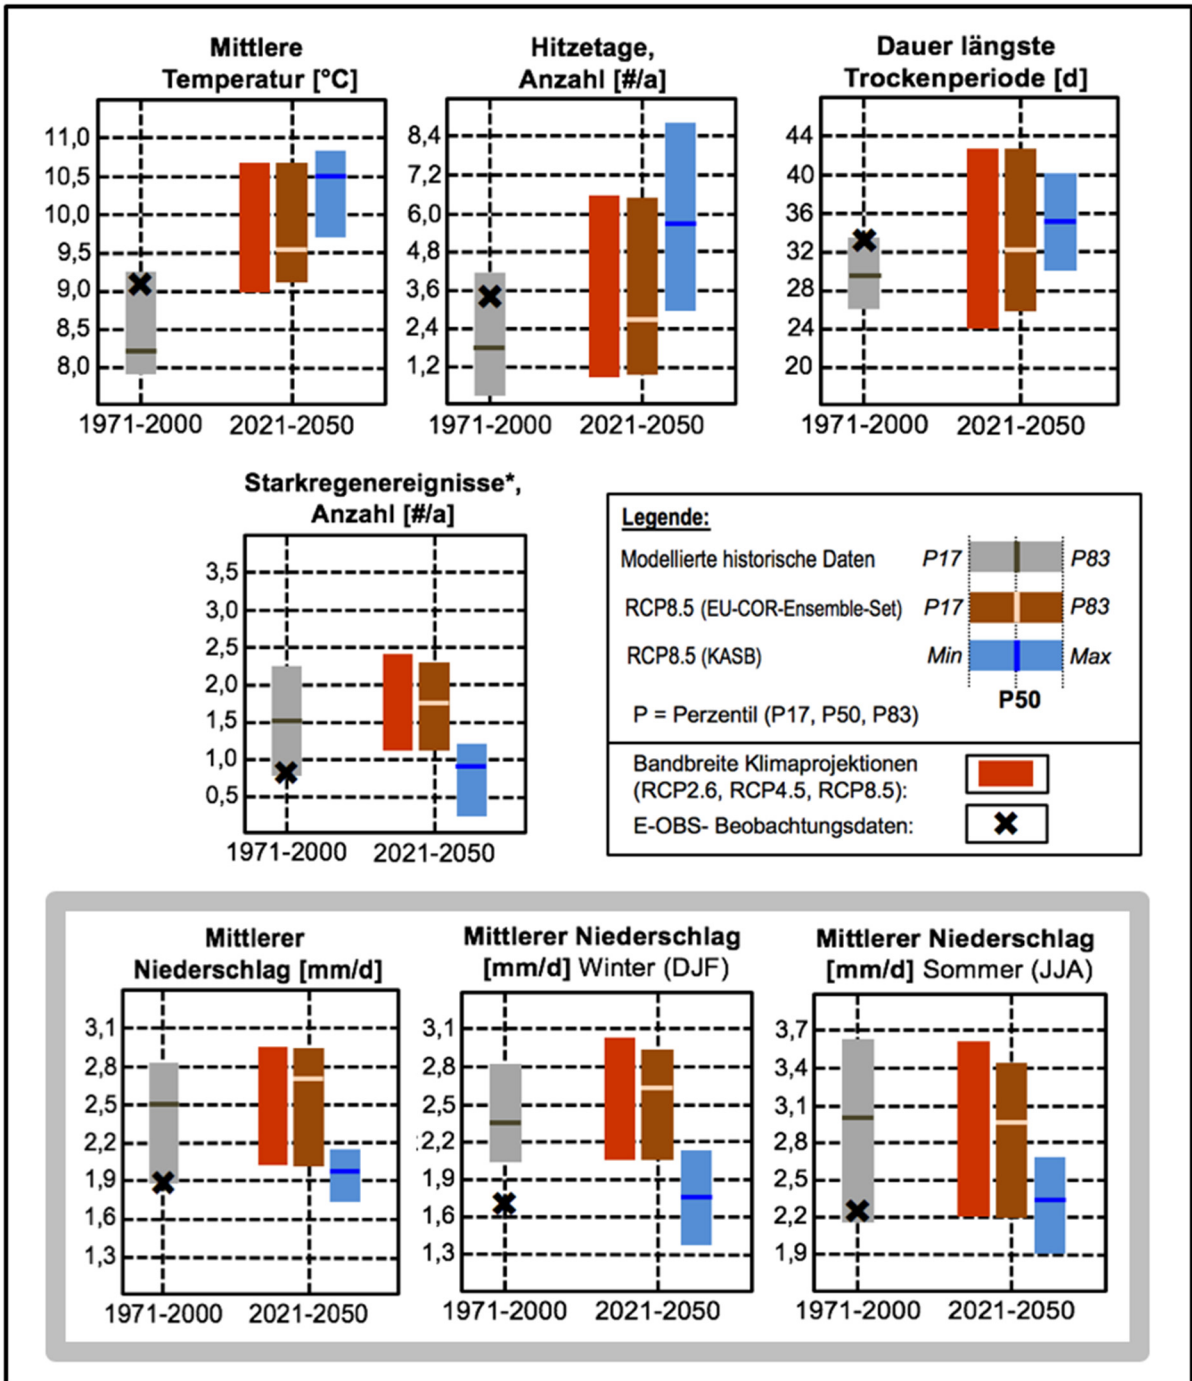 Mittlere
Temperatur [°C]
11,0
10,5
10,0
9,5
9,0
8,5
8,0
1971-2000 2021-2050
Hitzetage,
Anzahl [#/a]
8,4
7,2
6,0
4,8
3,6
2,4
1,2
1971-2000 2021-2050
Dauer längste
Trockenperiode [d]
44
40
36
32
28
24
20
1971-2000 2021-2050
Starkregenereignisse*,
Anzahl [#/a]
3,5
3,0
2,5
2,0
1,5
1,0
0,5
1971-2000 2021-2050
Legende:
Modellierte historische Daten P17 P83
RCP8.5 (EU-COR-Ensemble-Set) P17 P83
RCP8.5 (KASB) Min Max
P50
P = Perzentil (P17, P50, P83)
Bandbreite Klimaprojektionen
(RCP2.6, RCP4.5, RCP8.5):
E-OBS- Beobachtungsdaten:
Mittlerer
Niederschlag [mm/d]
3,1
2,8
2,5
2,2
1,9
1,6
1,3
1971-2000 2021-2050
Mittlerer Niederschlag
[mm/d] Winter (DJF)
3,1
2,8
2,5
2,2
1,9
1,6
1,3
1971-2000 2021-2050
Mittlerer Niederschlag
[mm/d] Sommer (JJA)
3,7
3,4
3,1
2,8
2,5
2,2
1,9
1971-2000 2021-2050